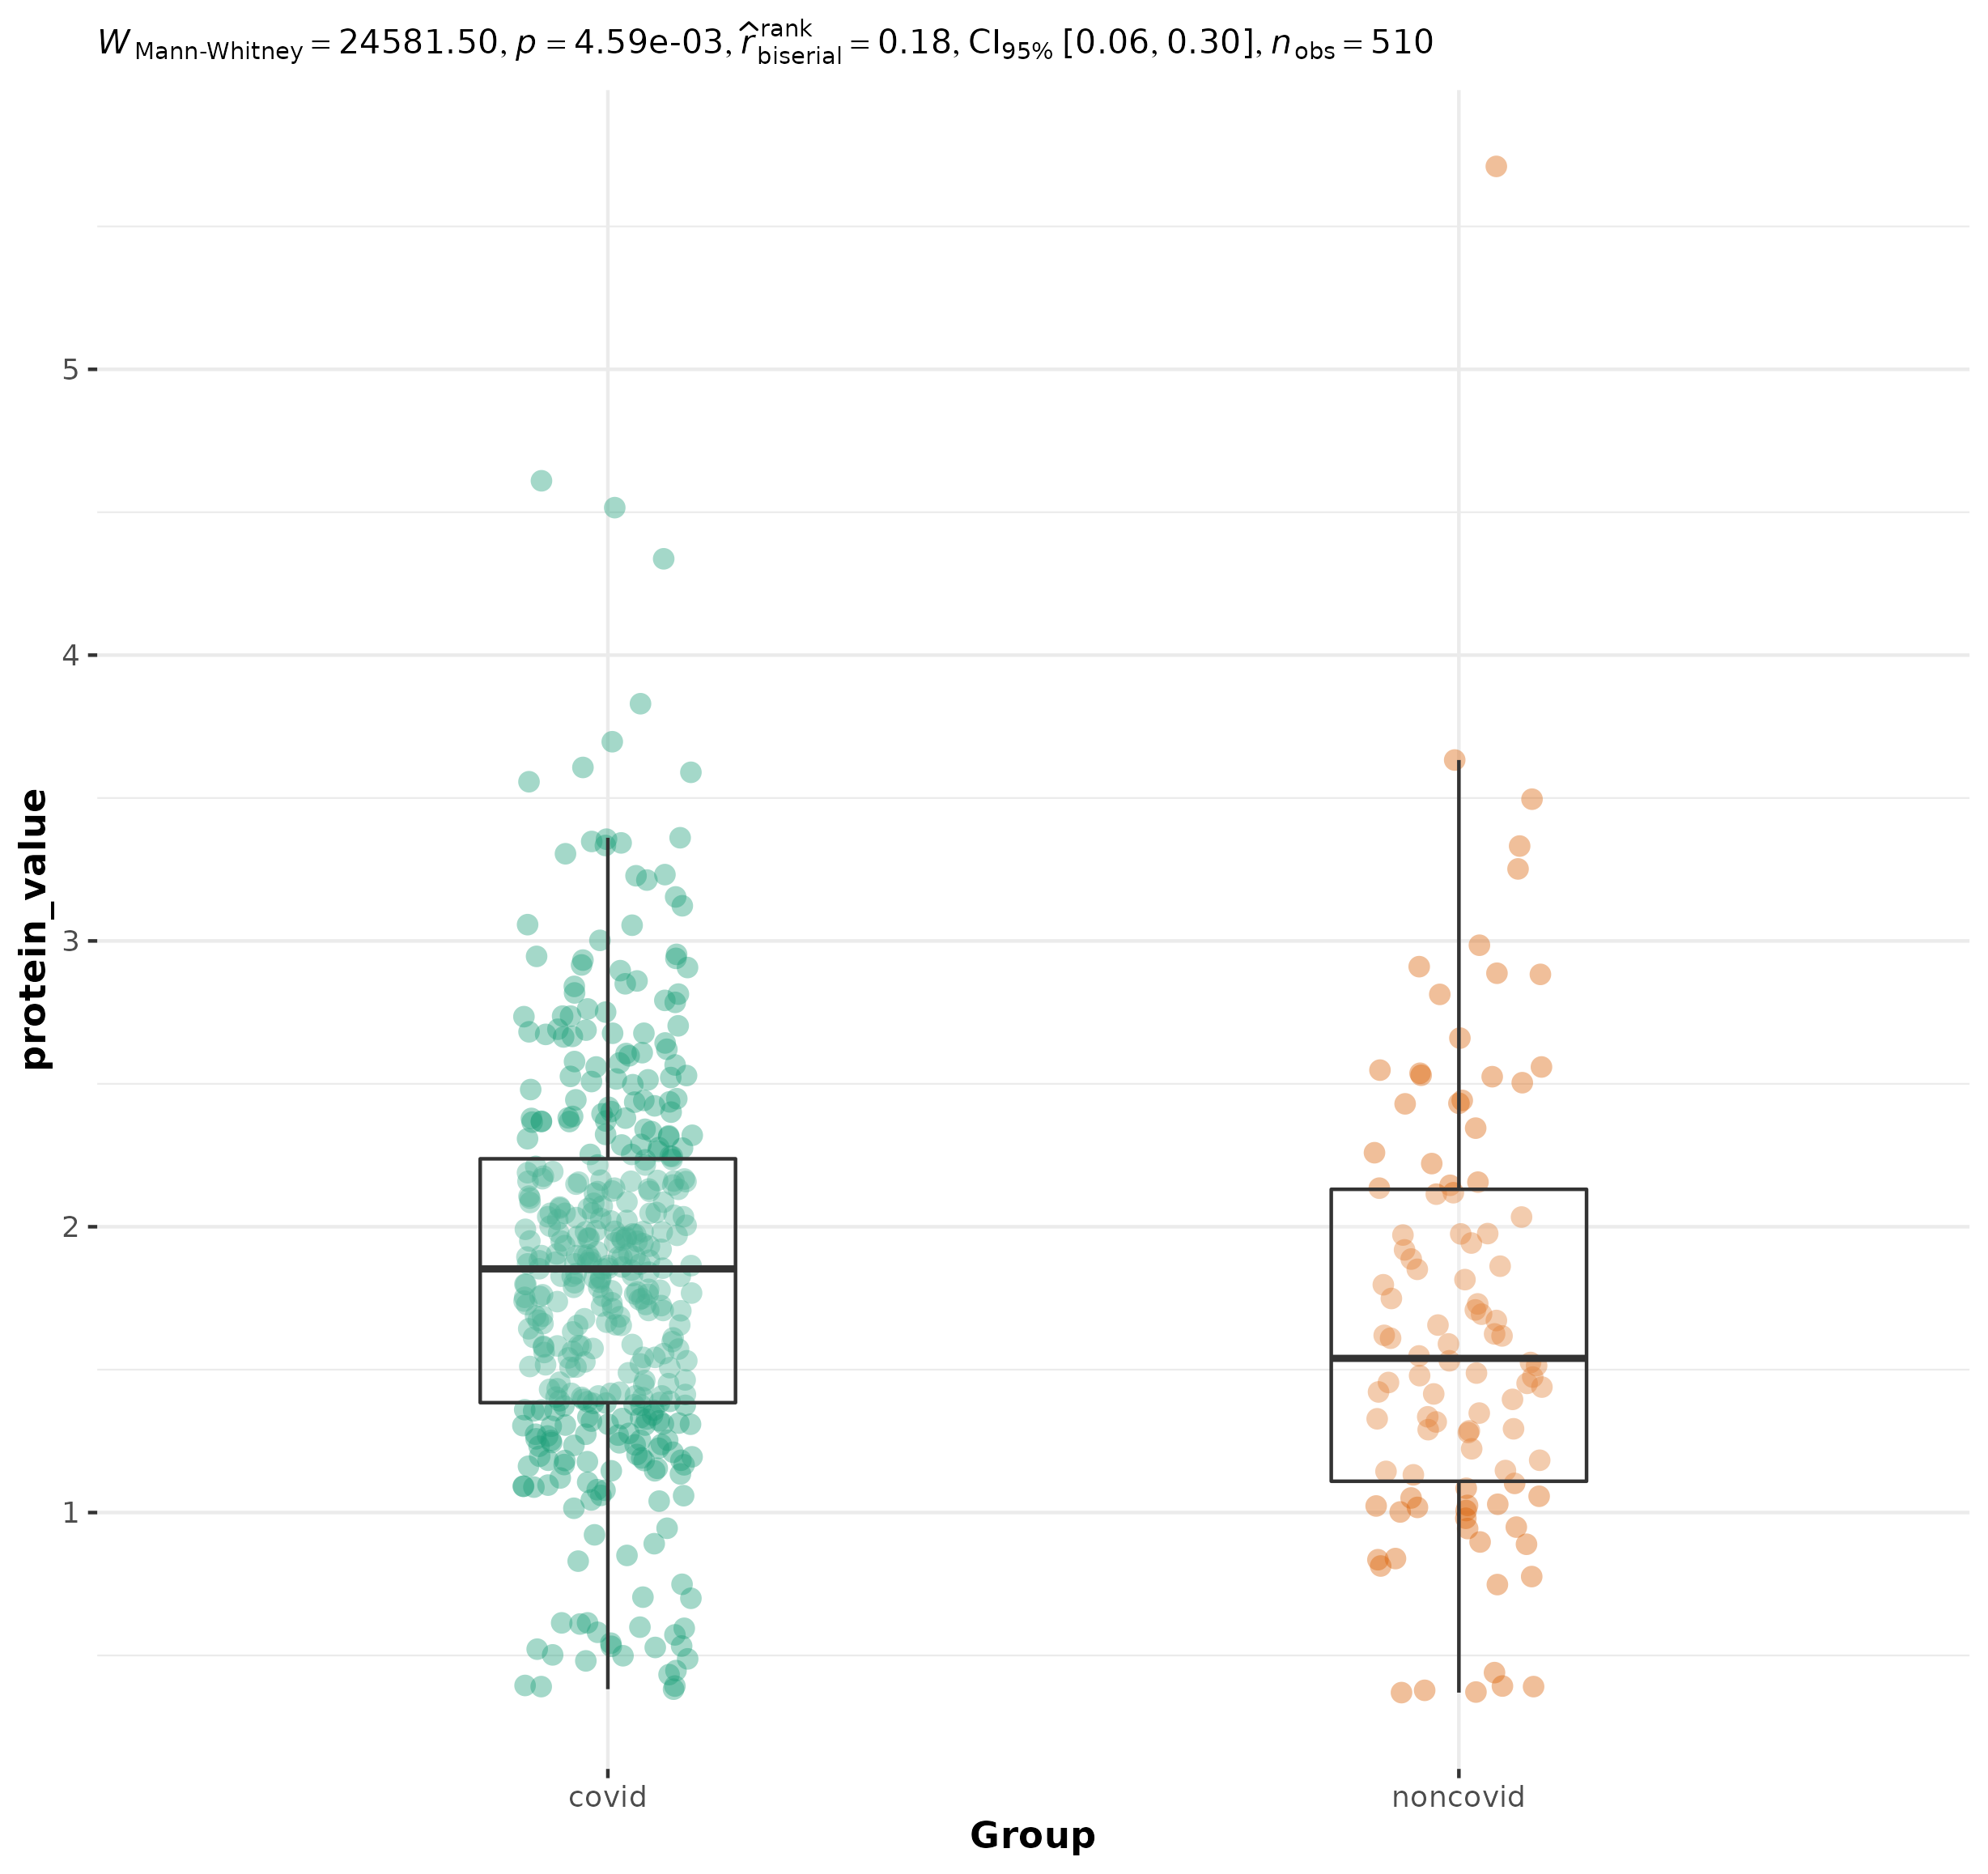 W Mann-Whitney = 24581.50, p = 4.59e-03, r̂ rank biserial = 0.18, CI95% [0.06, 0.30], n obs = 510
protein_value
5
4
3
2
1
covid noncovid
Group